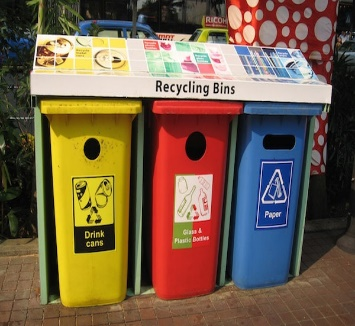 RICOH
Recycling Bins
Drink
cans
Glass &
Plastic Bottles
Paper